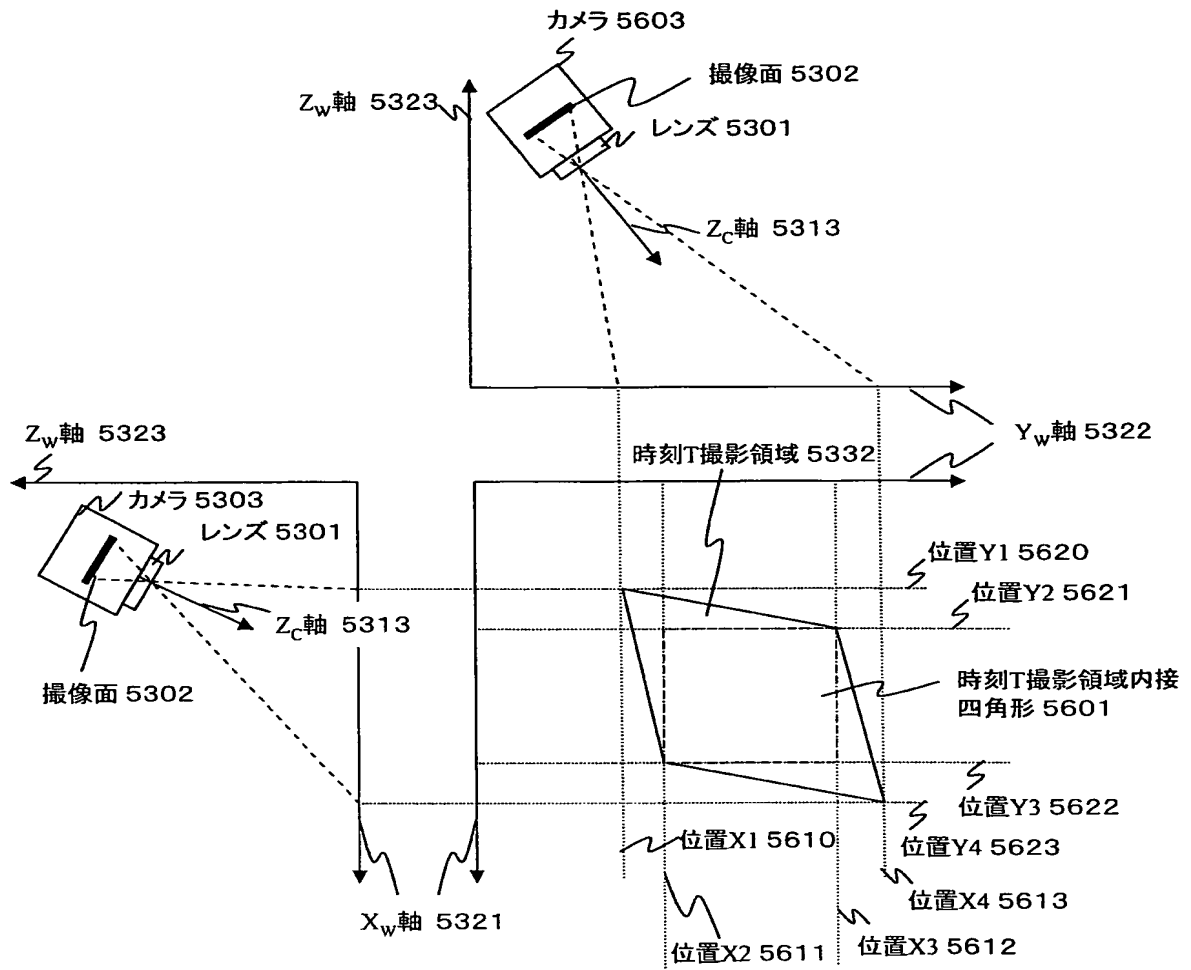 カメラ 5603
撮像面 5302
ZW軸 5323
レンズ 5301
ZC軸 5313
ZW軸 5323
YW軸 5322
時刻T撮影領域 5332
カメラ 5303
レンズ 5301
位置Y1 5620
位置Y2 5621
ZC軸 5313
撮像面 5302
時刻T撮影領域内接
四角形 5601
位置Y3 5622
位置X1 5610
位置Y4 5623
位置X4 5613
XW軸 5321
位置X2 5611
位置X3 5612